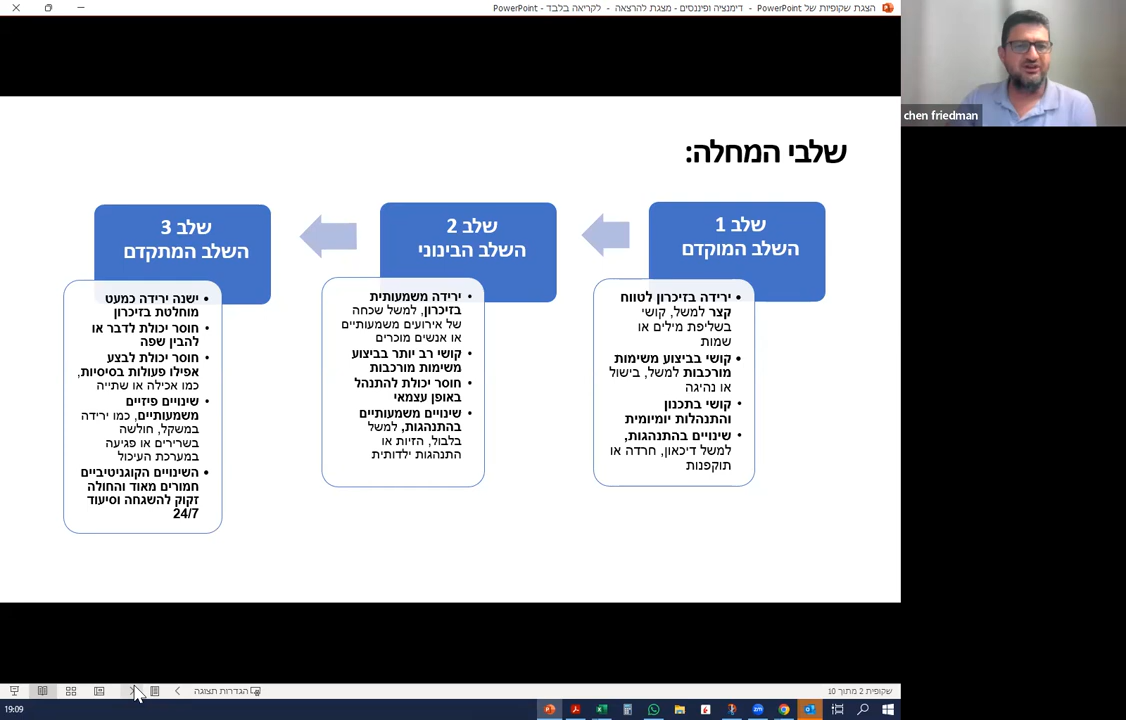 הצגת שקופיות של PowerPoint - דימנציה ופיננסים - מצגת להרצאה - לקריאה בלבד - PowerPoint
chen friedman
שלבי המחלה:
שלב 1
השלב המוקדם
• ירידה בזיכרון לטווח
קצר למשל, קושי
בשליפת מילים או
שמות
• קושי בביצוע משימות
מורכבות למשל, בישול
או נהיגה
• קושי בתכנון
והתנהלות יומיומית
• שינויים בהתנהגות,
למשל דיכאון, חרדה או
תוקפנות
שלב 2
השלב הבינוני
• ירידה משמעותית
בזיכרון, למשל שכחה
של אירועים משמעותיים
או אנשים מוכרים
• קושי רב יותר בביצוע
משימות מורכבות
• חוסר יכולת להתנהל
באופן עצמאי
• שינויים משמעותיים
בהתנהגות, למשל
בלבול, הזיות או
התנהגות ילדותית
שלב 3
השלב המתקדם
• ישנה ירידה כמעט
מוחלטת בזיכרון
• חוסר יכולת לדבר או
להבין שפה
• חוסר יכולת לבצע
אפילו פעולות בסיסיות,
כמו אכילה או שתייה
• שינויים פיזיים
משמעותיים, כמו ירידה
במשקל, חולשה
בשרירים או פגיעה
במערכת העיכול
• השינויים הקוגניטיביים
חמורים מאוד והחולה
זקוק להשגחה וסיעוד
24/7
שקופית 2 מתוך 10
הגדרות תצוגה
19:09